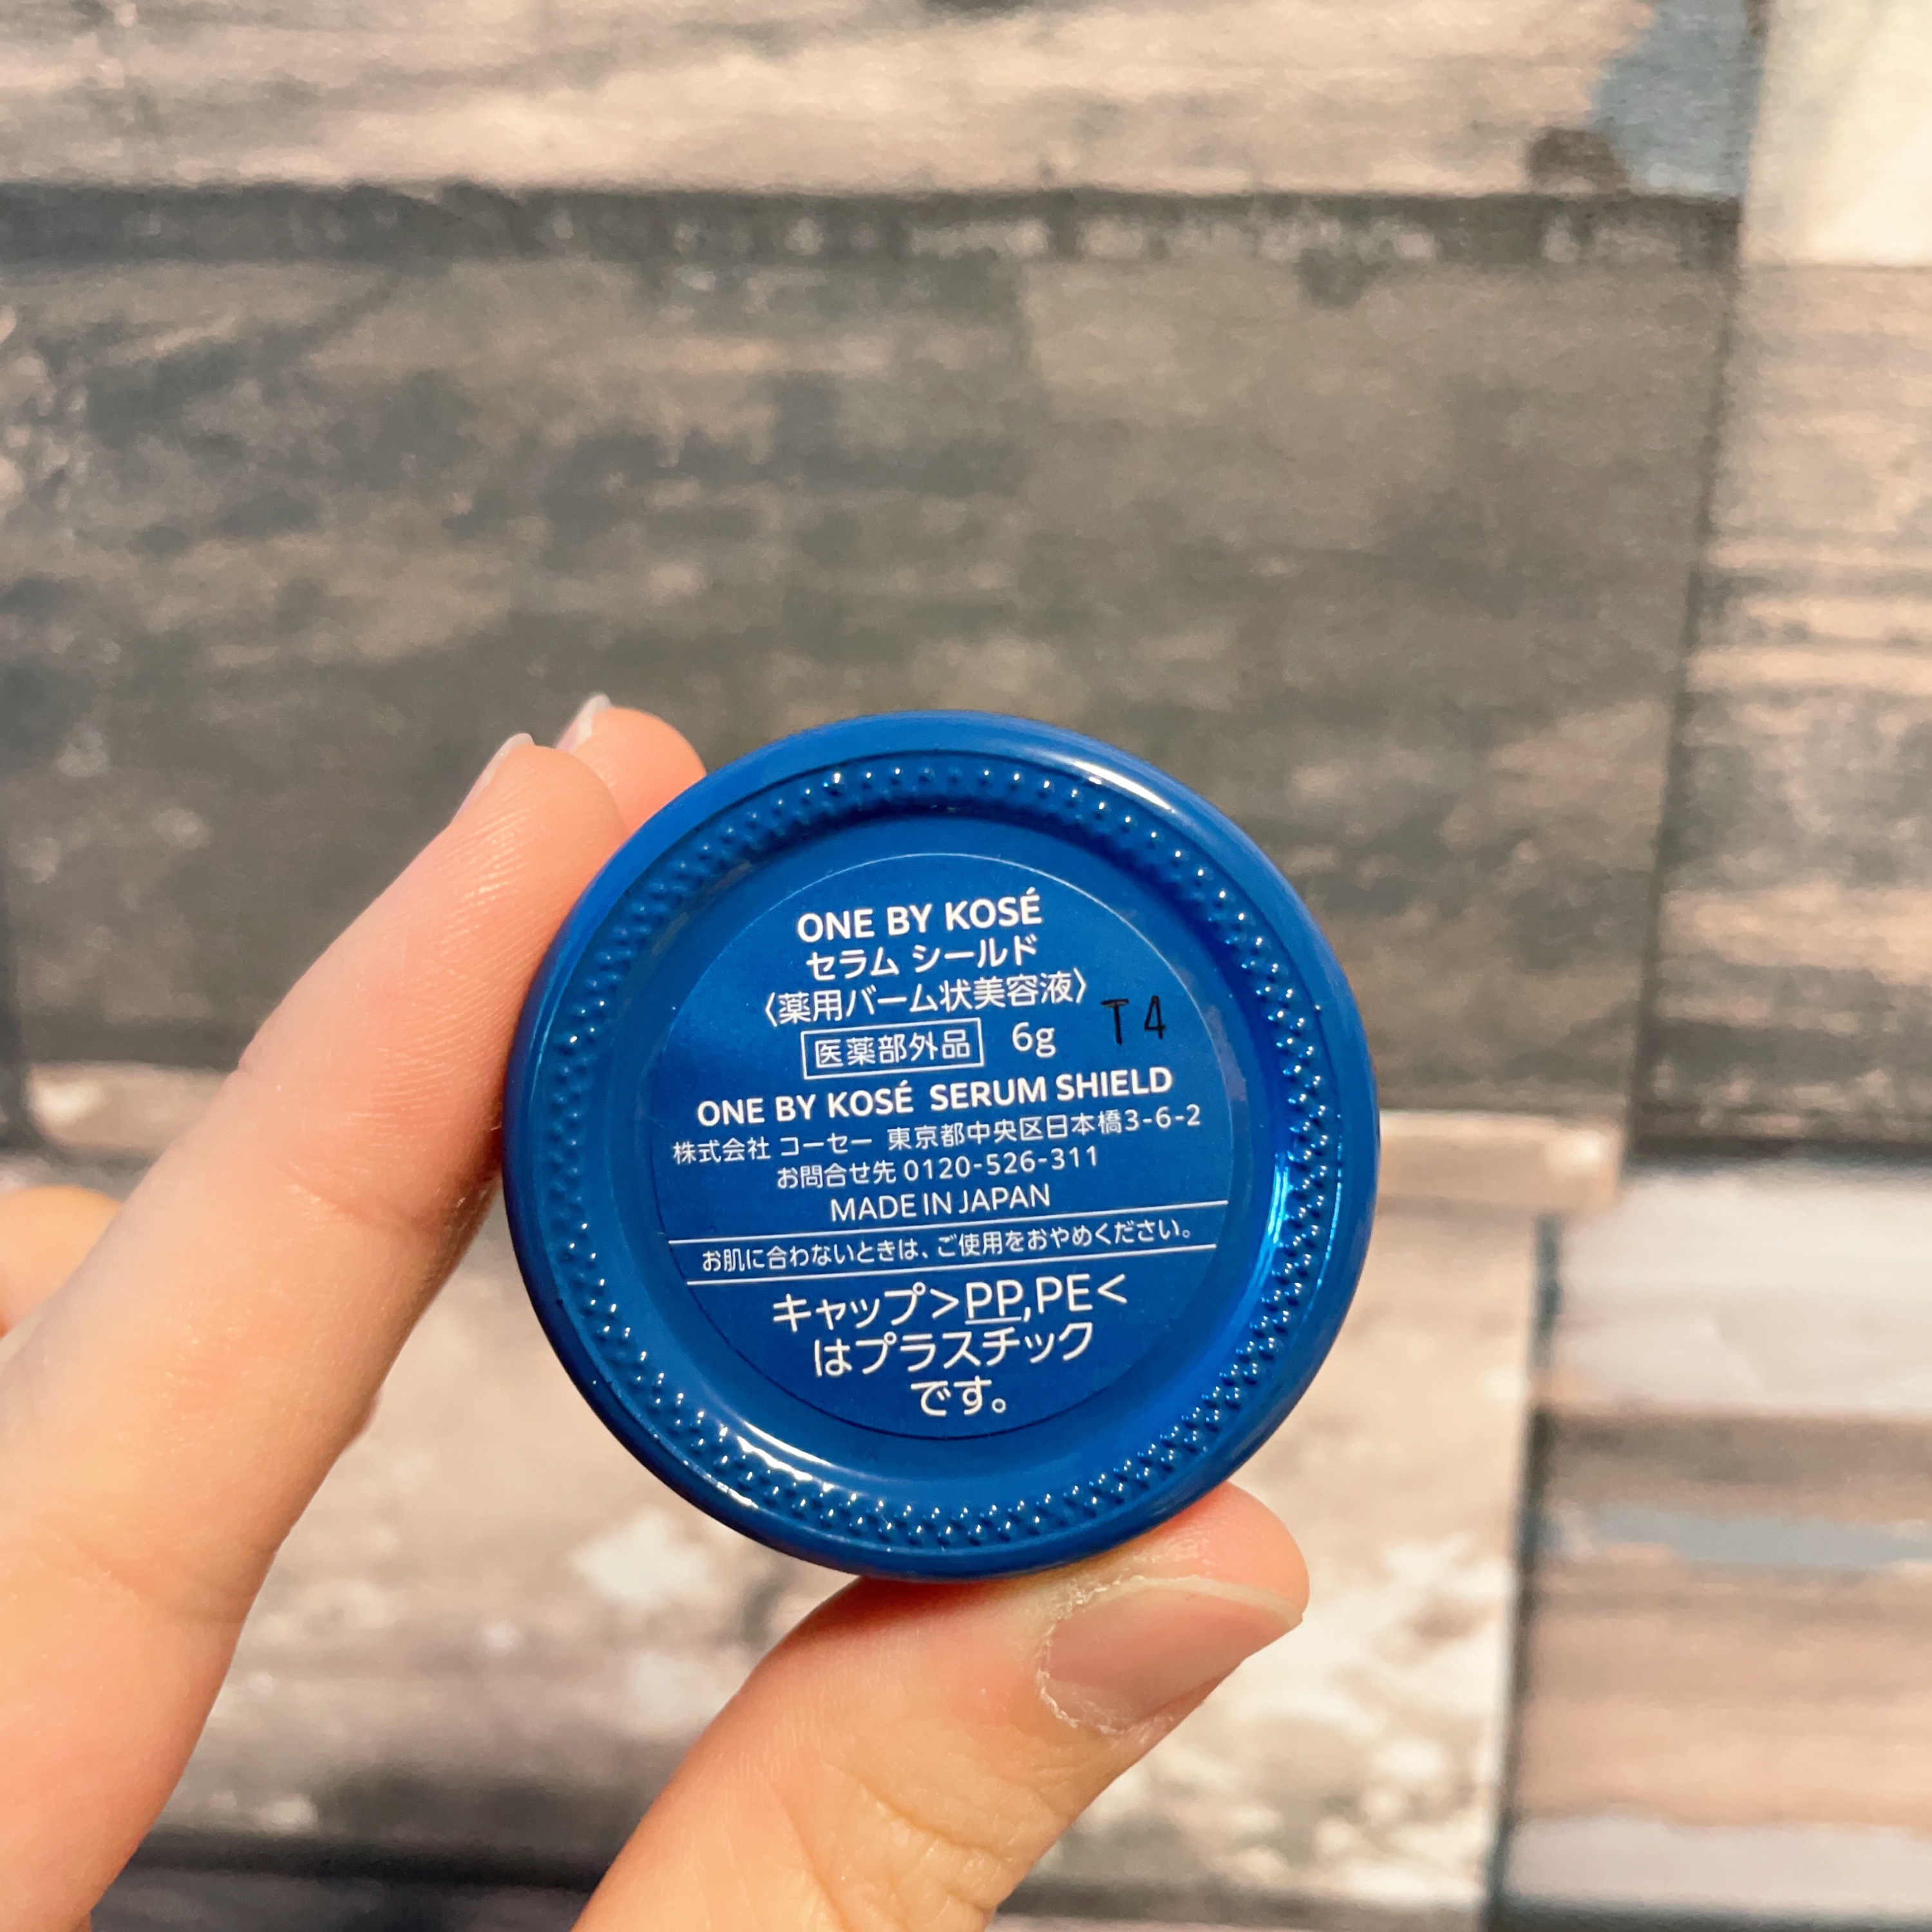 ONE BY KOSÉ
セラム シールド
〈薬用バーム状美容液〉
医薬部外品 6g T4
ONE BY KOSÉ SERUM SHIELD
株式会社 コーセー 東京都中央区日本橋3-6-2
お問合せ先 0120-526-311
MADE IN JAPAN
お肌に合わないときは、ご使用をおやめください。
キャップ>PP,PE<
はプラスチック
です。